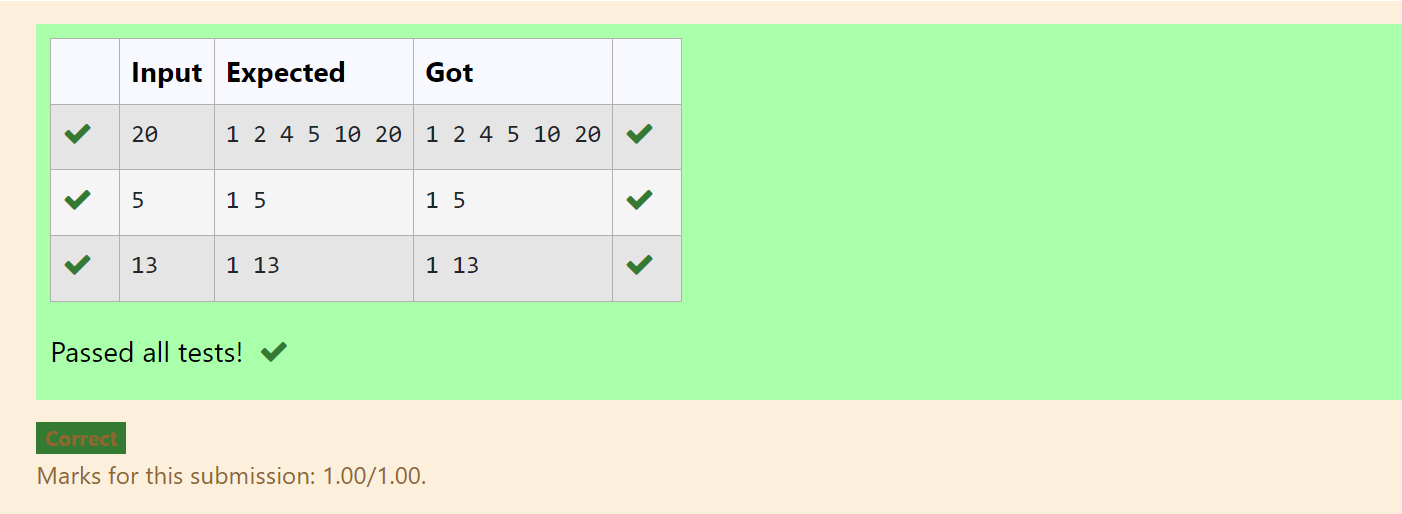 Input Expected Got
20 1 2 4 5 10 20 1 2 4 5 10 20
5 1 5 1 5
13 1 13 1 13
Passed all tests!
Correct
Marks for this submission: 1.00/1.00.